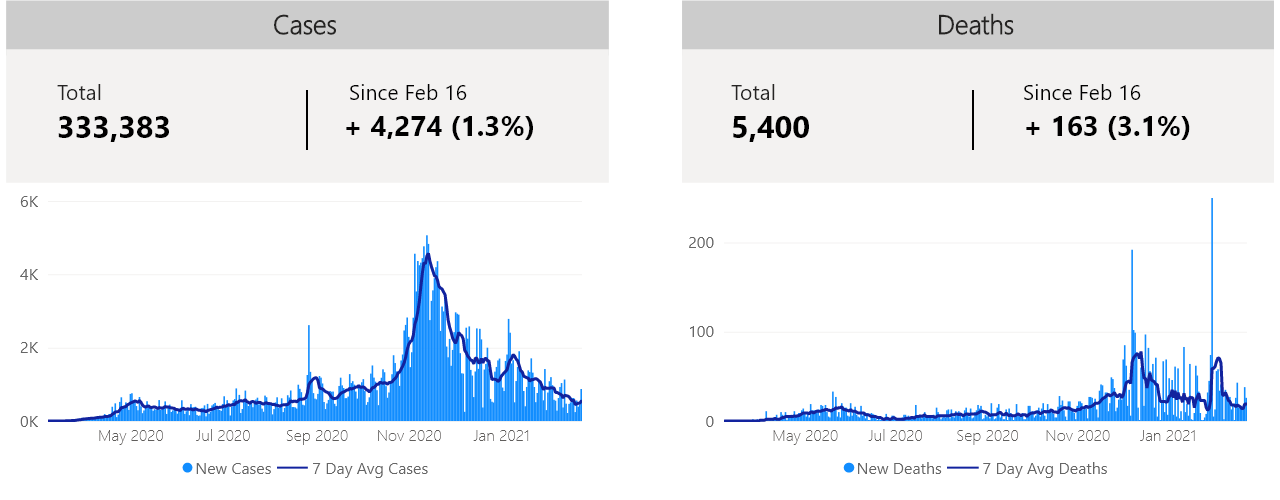 Cases
Total
333,383
Since Feb 16
+ 4,274 (1.3%)
6K
4K
2K
0K
May 2020 Jul 2020 Sep 2020 Nov 2020 Jan 2021
New Cases 7 Day Avg Cases
Deaths
Total
5,400
Since Feb 16
+ 163 (3.1%)
200
100
0
May 2020 Jul 2020 Sep 2020 Nov 2020 Jan 2021
New Deaths 7 Day Avg Deaths